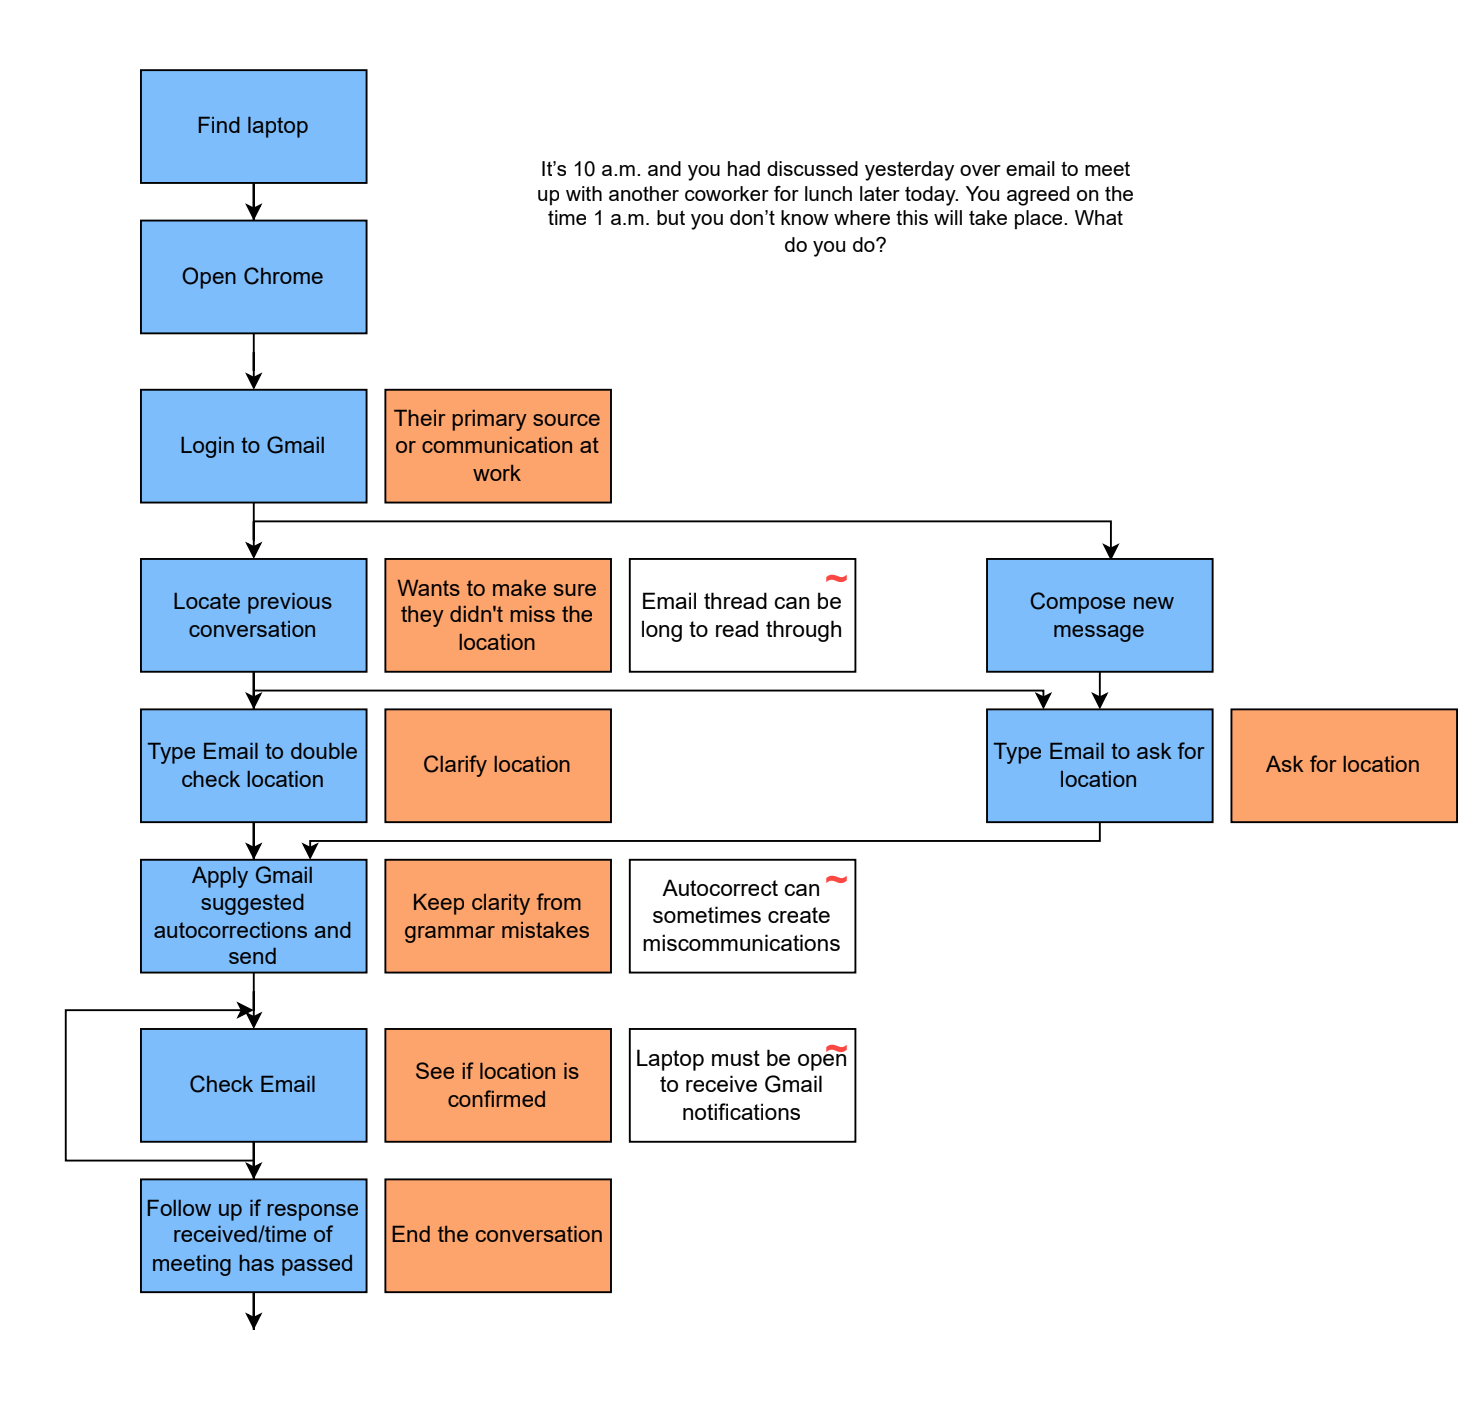 Find laptop
It’s 10 a.m. and you had discussed yesterday over email to meet
up with another coworker for lunch later today. You agreed on the
time 1 a.m. but you don’t know where this will take place. What
do you do?
Open Chrome
Login to Gmail
Their primary source
or communication at
work
Locate previous
conversation
Wants to make sure
they didn't miss the
location
~
Email thread can be
long to read through
Compose new
message
Type Email to double
check location
Clarify location
Type Email to ask for
location
Ask for location
Apply Gmail
suggested
autocorrections and
send
Keep clarity from
grammar mistakes
~
Autocorrect can
sometimes create
miscommunications
Check Email
See if location is
confirmed
~
Laptop must be open
to receive Gmail
notifications
Follow up if response
received/time of
meeting has passed
End the conversation